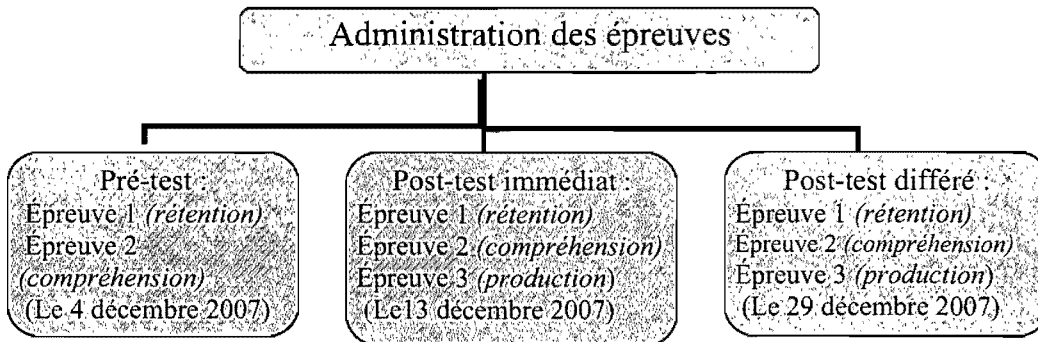 Administration des épreuves
Pré-test :
Épreuve 1 (rétention)
Épreuve 2
(compréhension)
(Le 4 décembre 2007)
Post-test immédiat :
Épreuve 1 (rétention)
Épreuve 2 (compréhension)
Épreuve 3 (production)
(Le13 décembre 2007)
Post-test différé :
Épreuve 1 (rétention)
Épreuve 2 (compréhension)
Épreuve 3 (production)
(Le 29 décembre 2007)